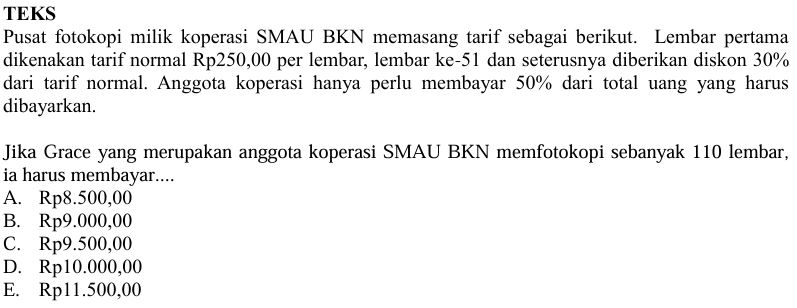 TEKS
Pusat fotokopi milik koperasi SMAU BKN memasang tarif sebagai berikut. Lembar pertama
dikenakan tarif normal Rp250,00 per lembar, lembar ke-51 dan seterusnya diberikan diskon 30%
dari tarif normal. Anggota koperasi hanya perlu membayar 50% dari total uang yang harus
dibayarkan.
Jika Grace yang merupakan anggota koperasi SMAU BKN memfotokopi sebanyak 110 lembar,
ia harus membayar....
A. Rp8.500,00
B. Rp9.000,00
C. Rp9.500,00
D. Rp10.000,00
E. Rp11.500,00